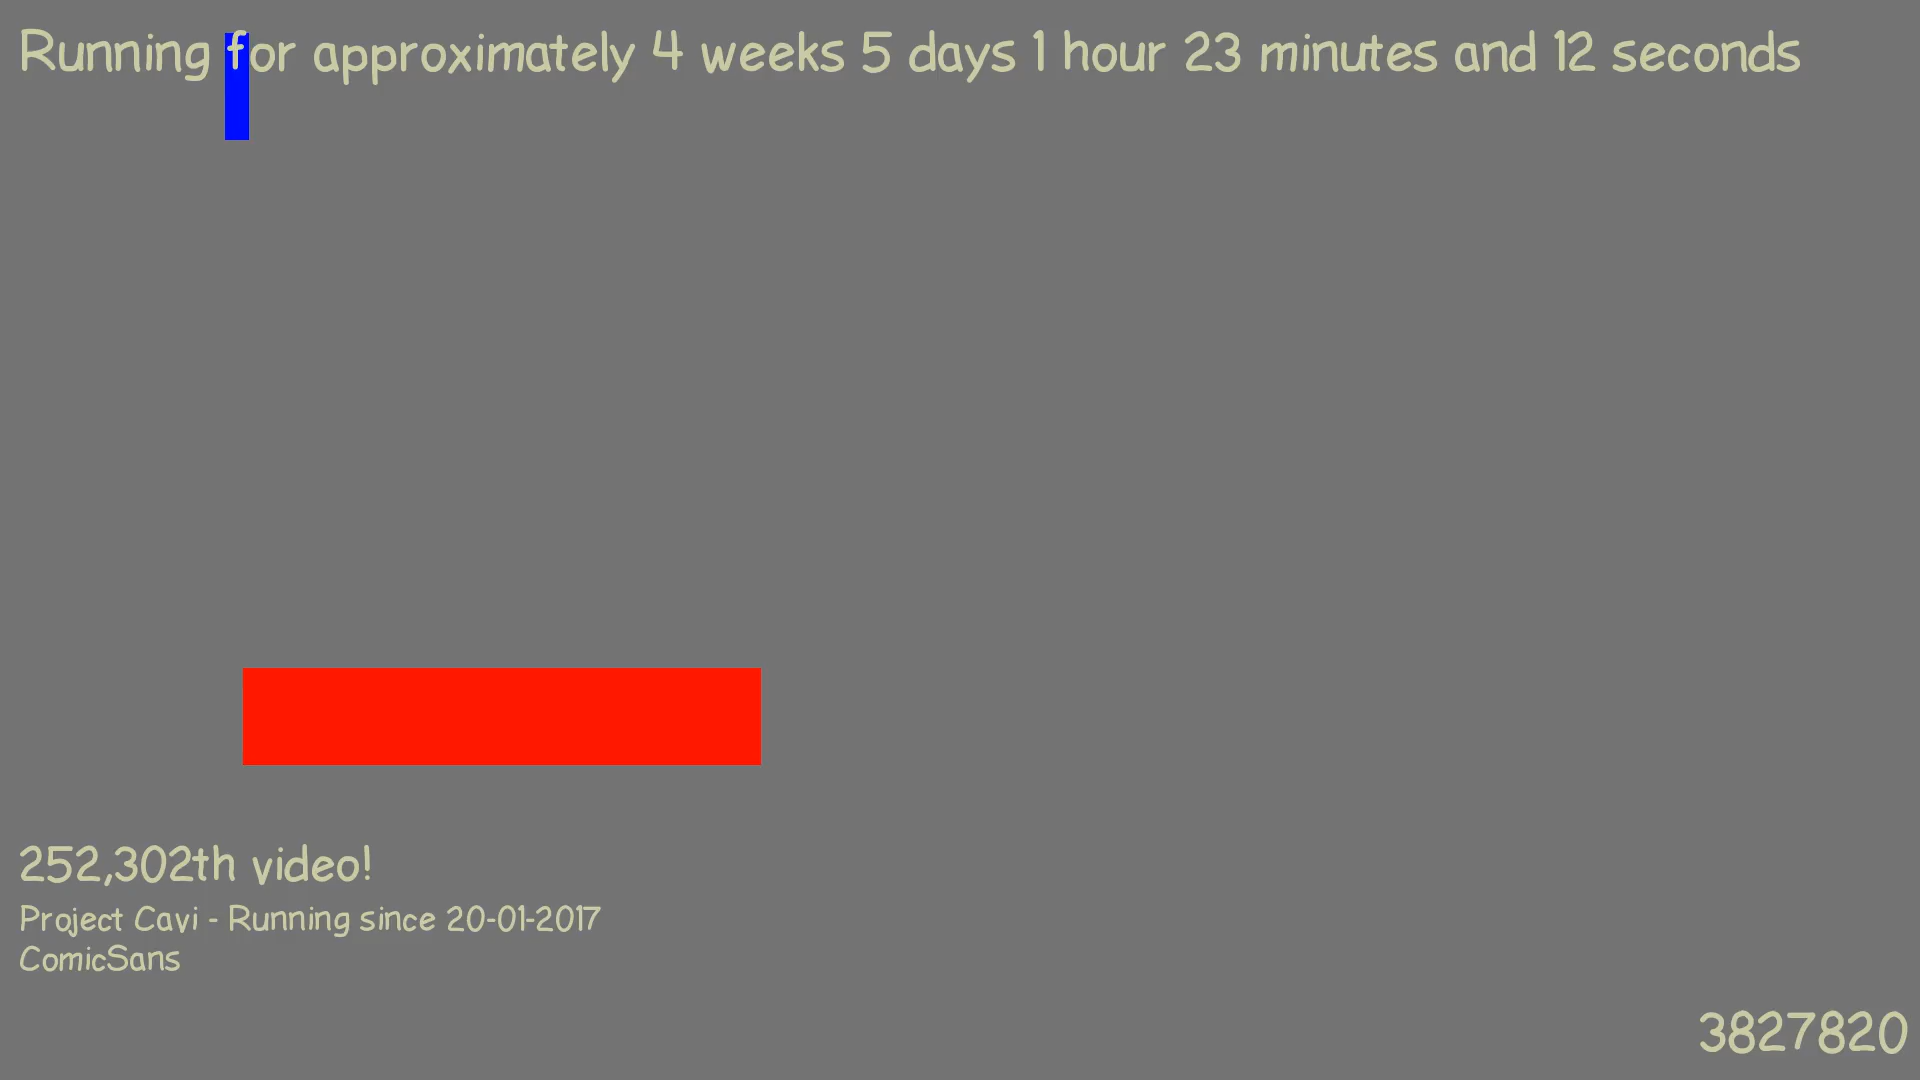 Running for approximately 4 weeks 5 days 1 hour 23 minutes and 12 seconds
252,302th video!
Project Cavi - Running since 20-01-2017
ComicSans
3827820